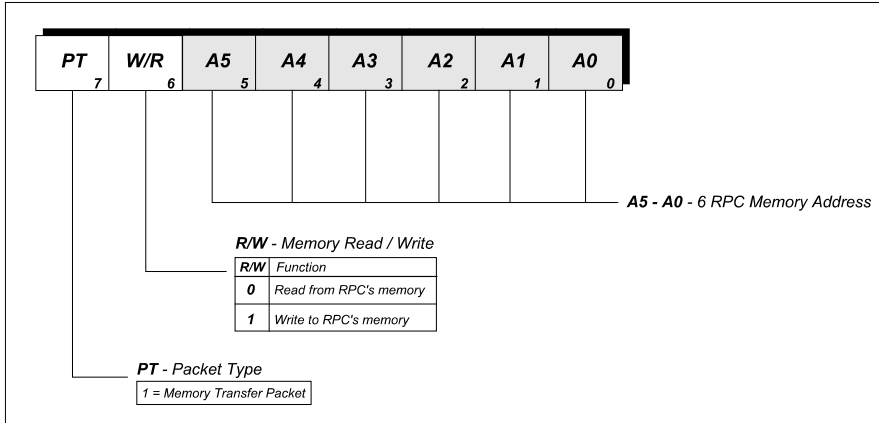 PT W/R A5 A4 A3 A2 A1 A0
7 6 5 4 3 2 1 0
A5 - A0 - 6 RPC Memory Address
R/W - Memory Read / Write
R/W Function
0 Read from RPC's memory
1 Write to RPC's memory
PT - Packet Type
1 = Memory Transfer Packet